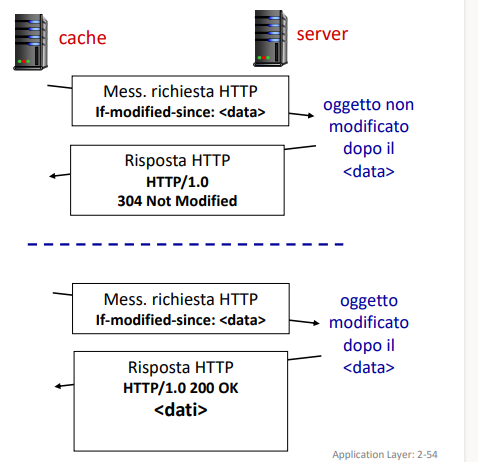 cache
server
Mess. richiesta HTTP
If-modified-since: <data>
oggetto non
modificato
dopo il
<data>
Risposta HTTP
HTTP/1.0
304 Not Modified
Mess. richiesta HTTP
If-modified-since: <data>
oggetto
modificato
dopo il
<data>
Risposta HTTP
HTTP/1.0 200 OK
<dati>
Application Layer: 2-54